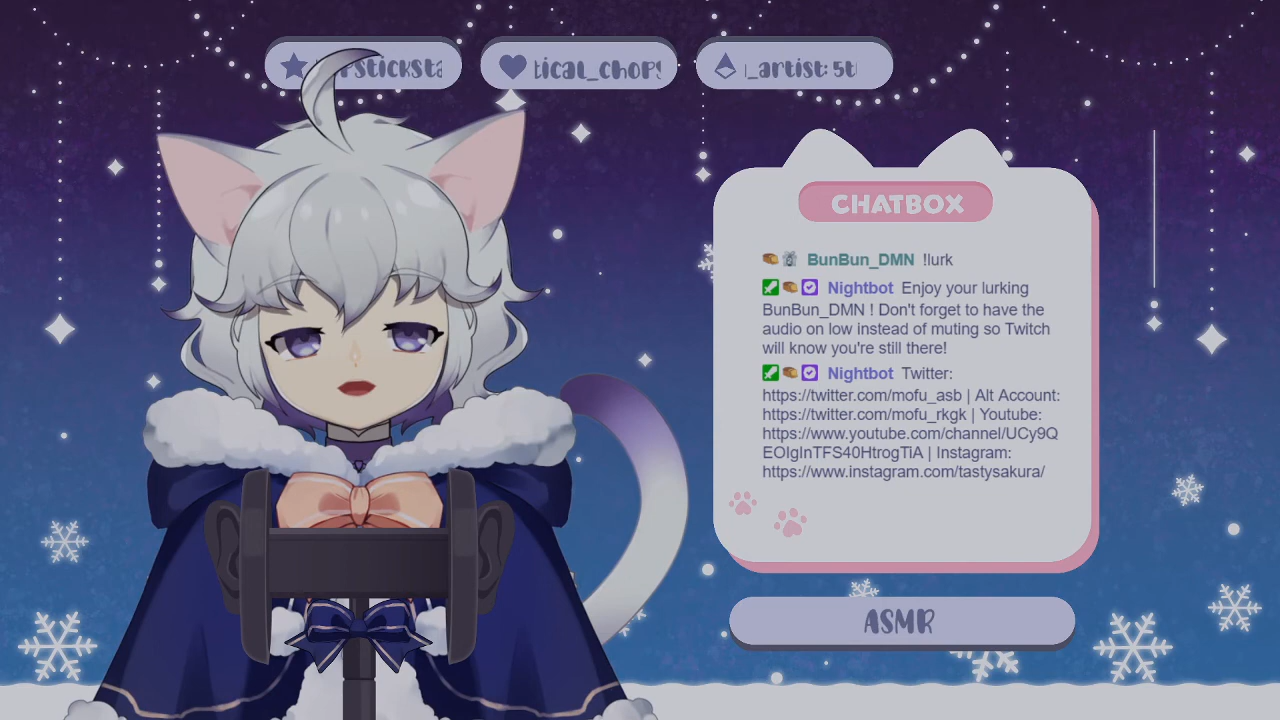 _artist: 5t
CHATBOX
BunBun_DMN !lurk
Nightbot Enjoy your lurking
BunBun_DMN ! Don't forget to have the
audio on low instead of muting so Twitch
will know you're still there!
Nightbot Twitter:
https://twitter.com/mofu_asb | Alt Account:
https://twitter.com/mofu_rkgk | Youtube:
https://www.youtube.com/channel/UCy9Q
EOIgInTFS40HtrogTiA | Instagram:
https://www.instagram.com/tastysakura/
ASMR